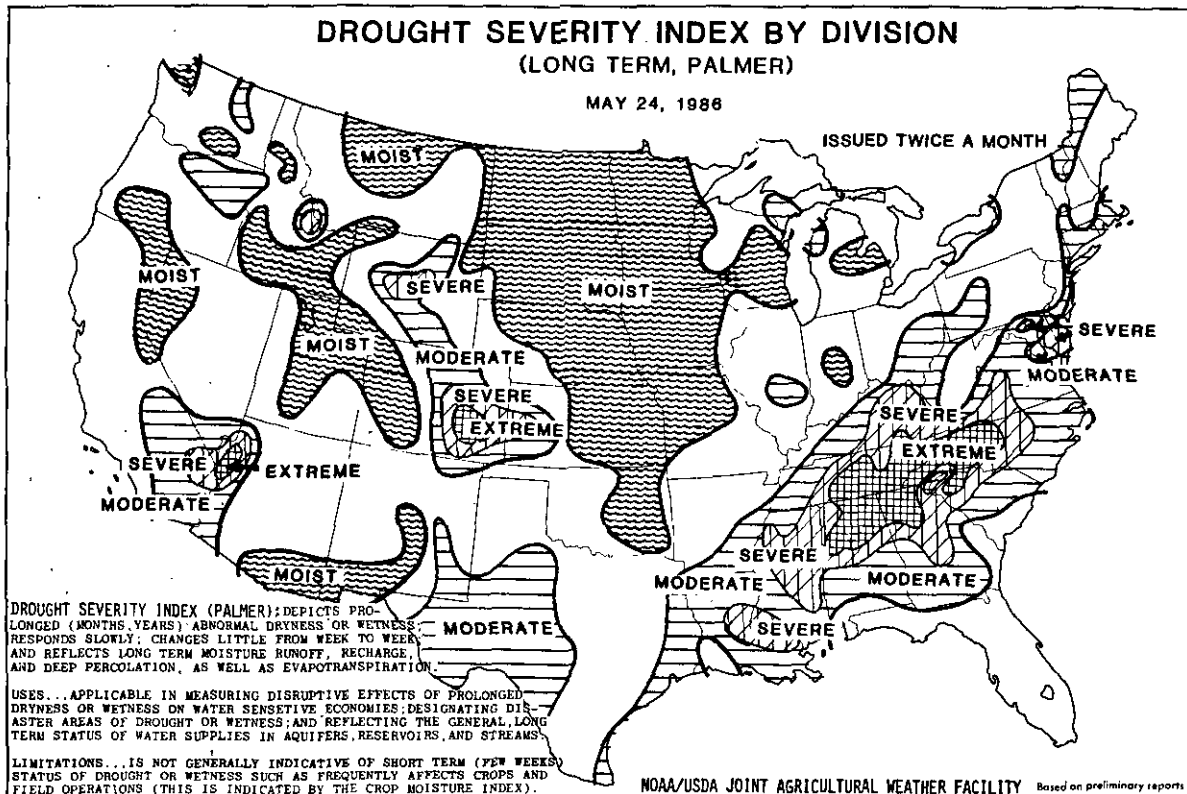 DROUGHT SEVERITY INDEX BY DIVISION
(LONG TERM, PALMER)
MAY 24, 1986
ISSUED TWICE A MONTH
MOIST
MOIST
SEVERE
MOIST
MOIST
MODERATE
SEVERE
EXTREME
SEVERE
MODERATE
SEVERE
EXTREME
SEVERE
EXTREME
MODERATE
SEVERE
MODERATE
MODERATE
MOIST
MODERATE
SEVERE
DROUGHT SEVERITY INDEX (PALMER): DEPICTS PRO-
LONGED (MONTHS, YEARS) ABNORMAL DRYNESS OR WETNESS;
RESPONDS SLOWLY; CHANGES LITTLE FROM WEEK TO WEEK;
AND REFLECTS LONG TERM MOISTURE RUNOFF, RECHARGE,
AND DEEP PERCOLATION, AS WELL AS EVAPOTRANSPIRATION.
USES...APPLICABLE IN MEASURING DISRUPTIVE EFFECTS OF PROLONGED
DRYNESS OR WETNESS ON WATER SENSETIVE ECONOMIES; DESIGNATING DIS-
ASTER AREAS OF DROUGHT OR WETNESS; AND REFLECTING THE GENERAL, LONG
TERM STATUS OF WATER SUPPLIES IN AQUIFERS, RESERVOIRS, AND STREAMS
LIMITATIONS...IS NOT GENERALLY INDICATIVE OF SHORT TERM (FEW WEEKS)
STATUS OF DROUGHT OR WETNESS SUCH AS FREQUENTLY AFFECTS CROPS AND
FIELD OPERATIONS (THIS IS INDICATED BY THE CROP MOISTURE INDEX).
NOAA/USDA JOINT AGRICULTURAL WEATHER FACILITY Based on preliminary reports